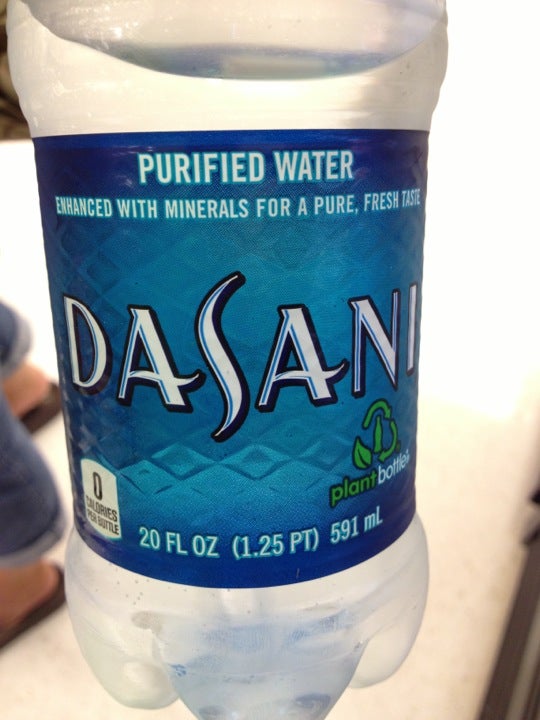 PURIFIED WATER
ENHANCED WITH MINERALS FOR A PURE, FRESH TASTE
DASANI
plantbottle
0
CALORIES
PER BOTTLE
20 FL OZ (1.25 PT) 591 mL